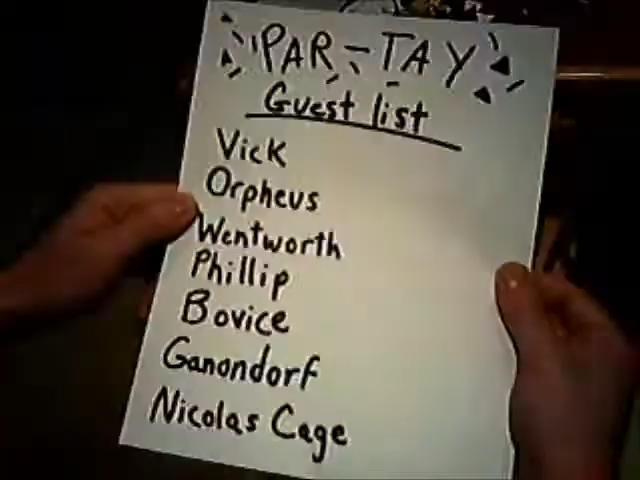 PAR-TAY
Guest list
Vick
Orpheus
Wentworth
Phillip
Bovice
Ganondorf
Nicolas Cage